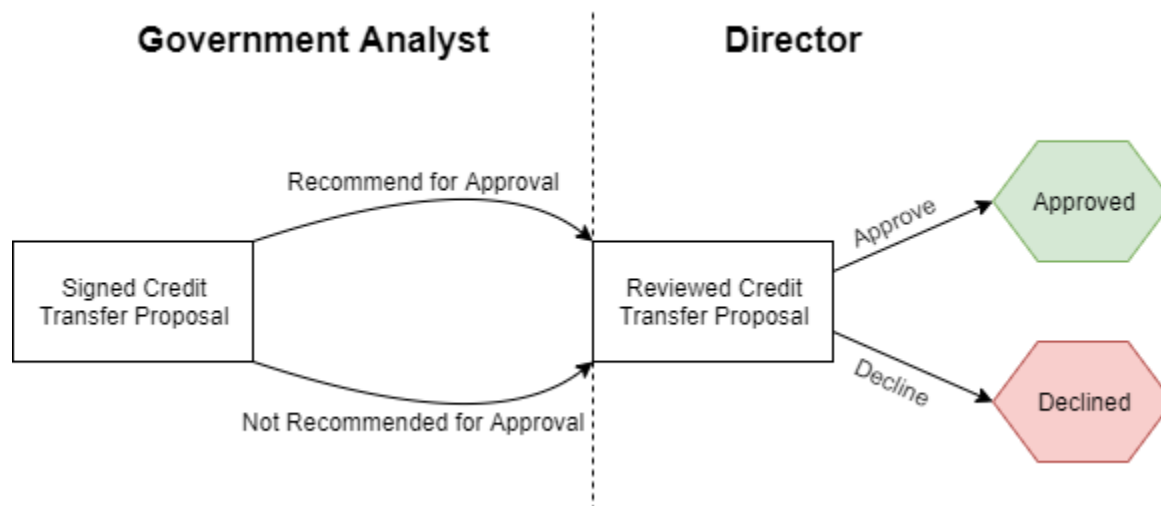 Government Analyst
Director
Recommend for Approval
Signed Credit
Transfer Proposal
Not Recommended for Approval
Reviewed Credit
Transfer Proposal
Approve
Approved
Decline
Declined